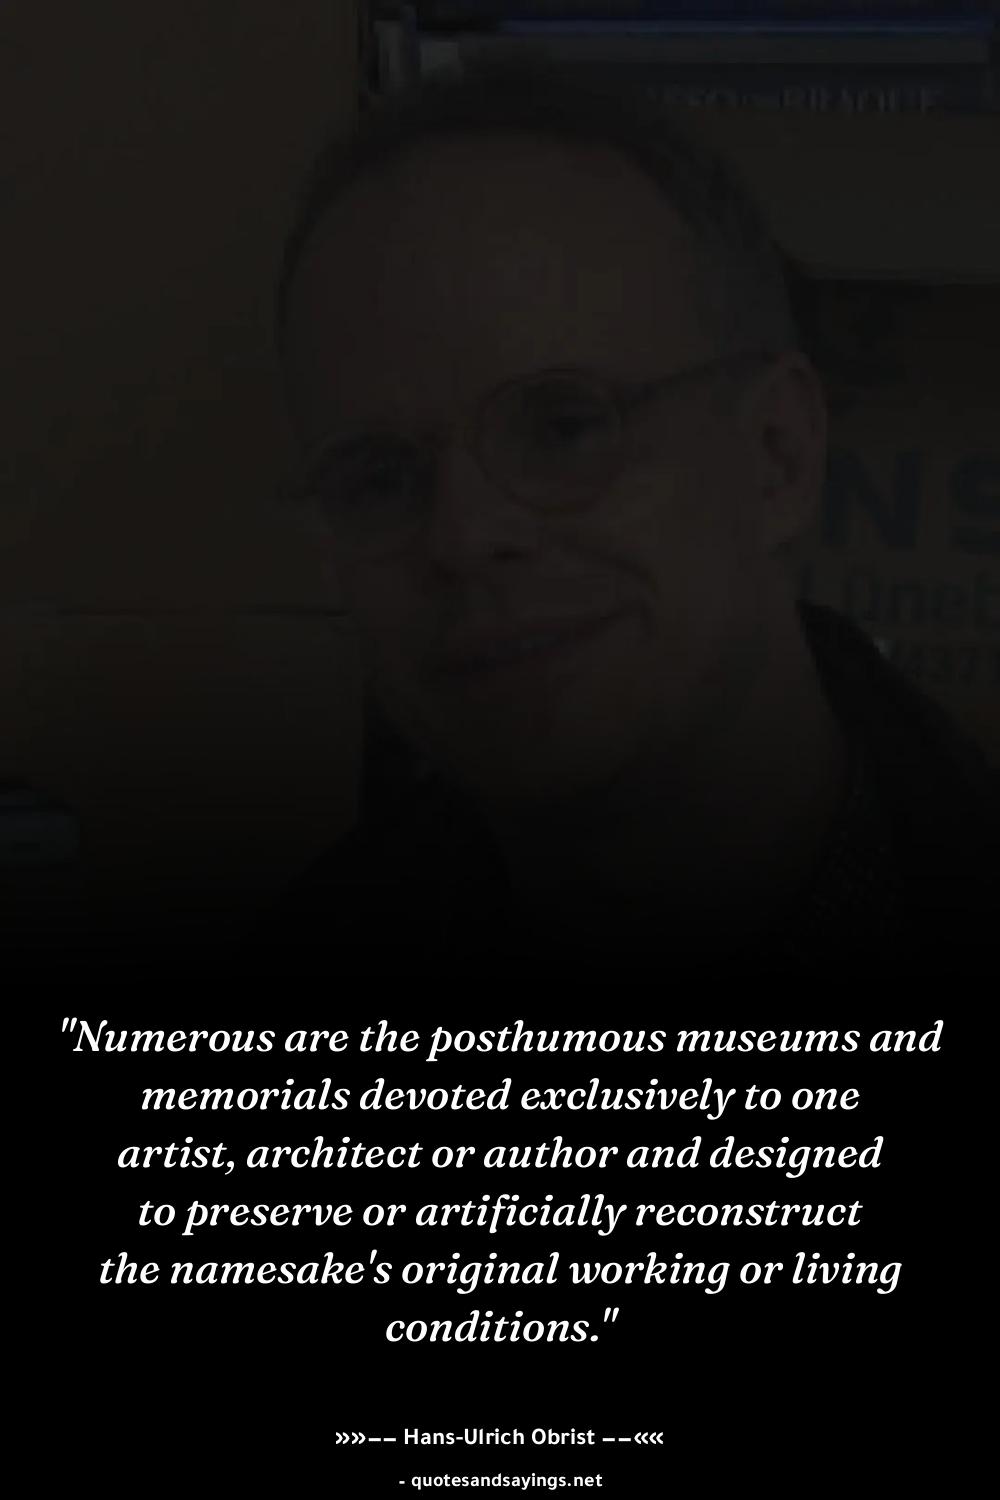 "Numerous are the posthumous museums and
memorials devoted exclusively to one
artist, architect or author and designed
to preserve or artificially reconstruct
the namesake's original working or living
conditions."
»»−− Hans-Ulrich Obrist −−««
- quotesandsayings.net